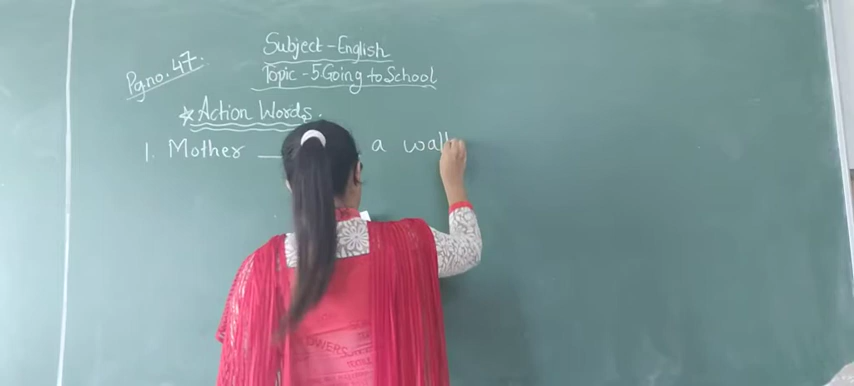 Pg no. 47.
Subject - English
Topic - 5 Going to School
* Action Words.
1. Mother ____ a wall